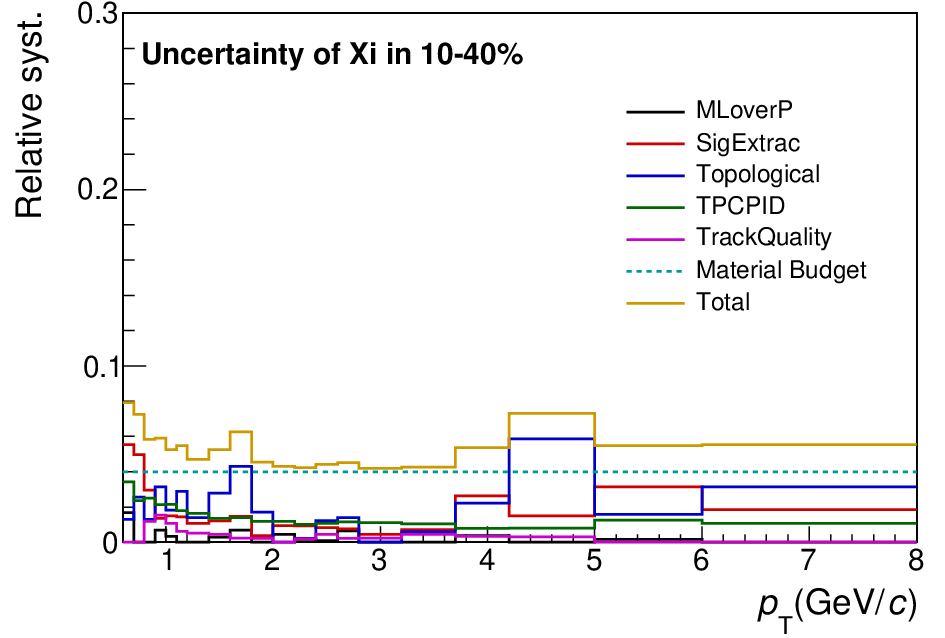 Relative syst.
0.3
0.2
0.1
0
Uncertainty of Xi in 10-40%
MLoverP
SigExtrac
Topological
TPCPID
TrackQuality
Material Budget
Total
1 2 3 4 5 6 7 8
p_T(GeV/c)